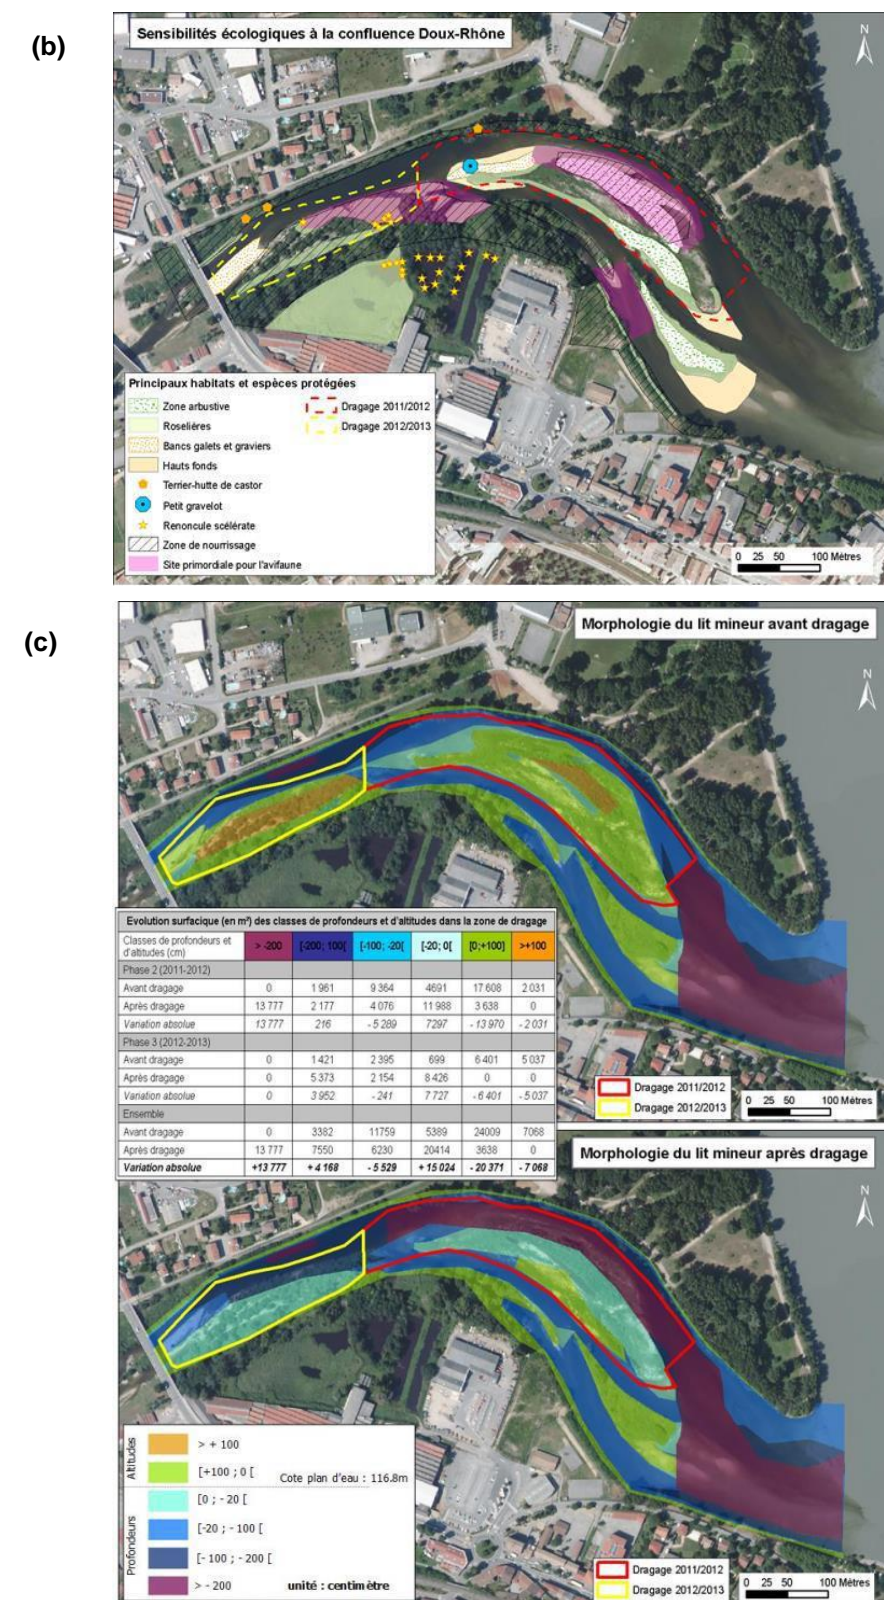 (b)
Sensibilités écologiques à la confluence Doux-Rhône
N
Principaux habitats et espèces protégées
Zone arbustive
Roselières
Bancs galets et graviers
Hauts fonds
Terrier-hutte de castor
Petit gravelot
Renoncule scélérate
Zone de nourrissage
Site primordiale pour l'avifaune
Dragage 2011/2012
Dragage 2012/2013
0 25 50 100 Mètres
(c)
Morphologie du lit mineur avant dragage
N
Evolution surfacique (en m²) des classes de profondeurs et d'altitudes dans la zone de dragage
Classes de profondeurs et d'altitudes (cm) > -200 [-200; 100[ [-100; -20[ [-20; 0[ [0;+100[ >+100
Phase 2 (2011-2012)
Avant dragage 0 1 961 9 364 4691 17 608 2 031
Après dragage 13 777 2 177 4 076 11 988 3 638 0
Variation absolue 13 777 216 - 5 289 7297 - 13 970 - 2 031
Phase 3 (2012-2013)
Avant dragage 0 1 421 2 395 699 6 401 5 037
Après dragage 0 5 373 2 154 8 426 0 0
Variation absolue 0 3 952 - 241 7 727 - 6 401 - 5 037
Ensemble
Avant dragage 0 3382 11759 5389 24009 7068
Après dragage 13 777 7550 6230 20414 3638 0
Variation absolue +13 777 + 4 168 - 5 529 + 15 024 - 20 371 - 7 068
Dragage 2011/2012
Dragage 2012/2013
0 25 50 100 Mètres
Morphologie du lit mineur après dragage
N
Altitudes
> + 100
[+100 ; 0 [
Cote plan d'eau : 116.8m
Profondeurs
[0 ; - 20 [
[-20 ; - 100 [
[- 100 ; - 200 [
> - 200
unité : centimètre
Dragage 2011/2012
Dragage 2012/2013
0 25 50 100 Mètres